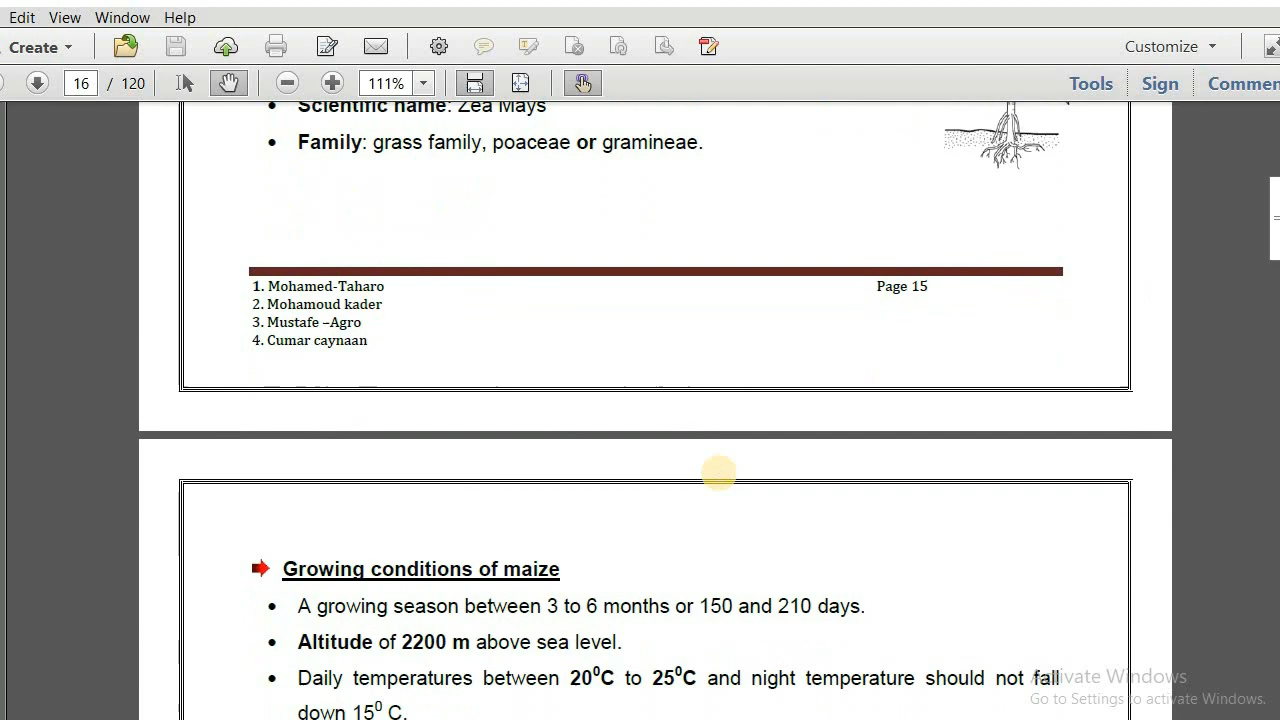 Edit View Window Help
Create Customize
16 / 120 111% Tools Sign Commen
Scientific name: Zea Mays
• Family: grass family, poaceae or gramineae.
1. Mohamed-Taharo Page 15
2. Mohamoud kader
3. Mustafe –Agro
4. Cumar caynaan
Growing conditions of maize
• A growing season between 3 to 6 months or 150 and 210 days.
• Altitude of 2200 m above sea level.
• Daily temperatures between 20⁰C to 25⁰C and night temperature should not fall
down 15⁰ C.
Activate Windows
Go to Settings to activate Windows.